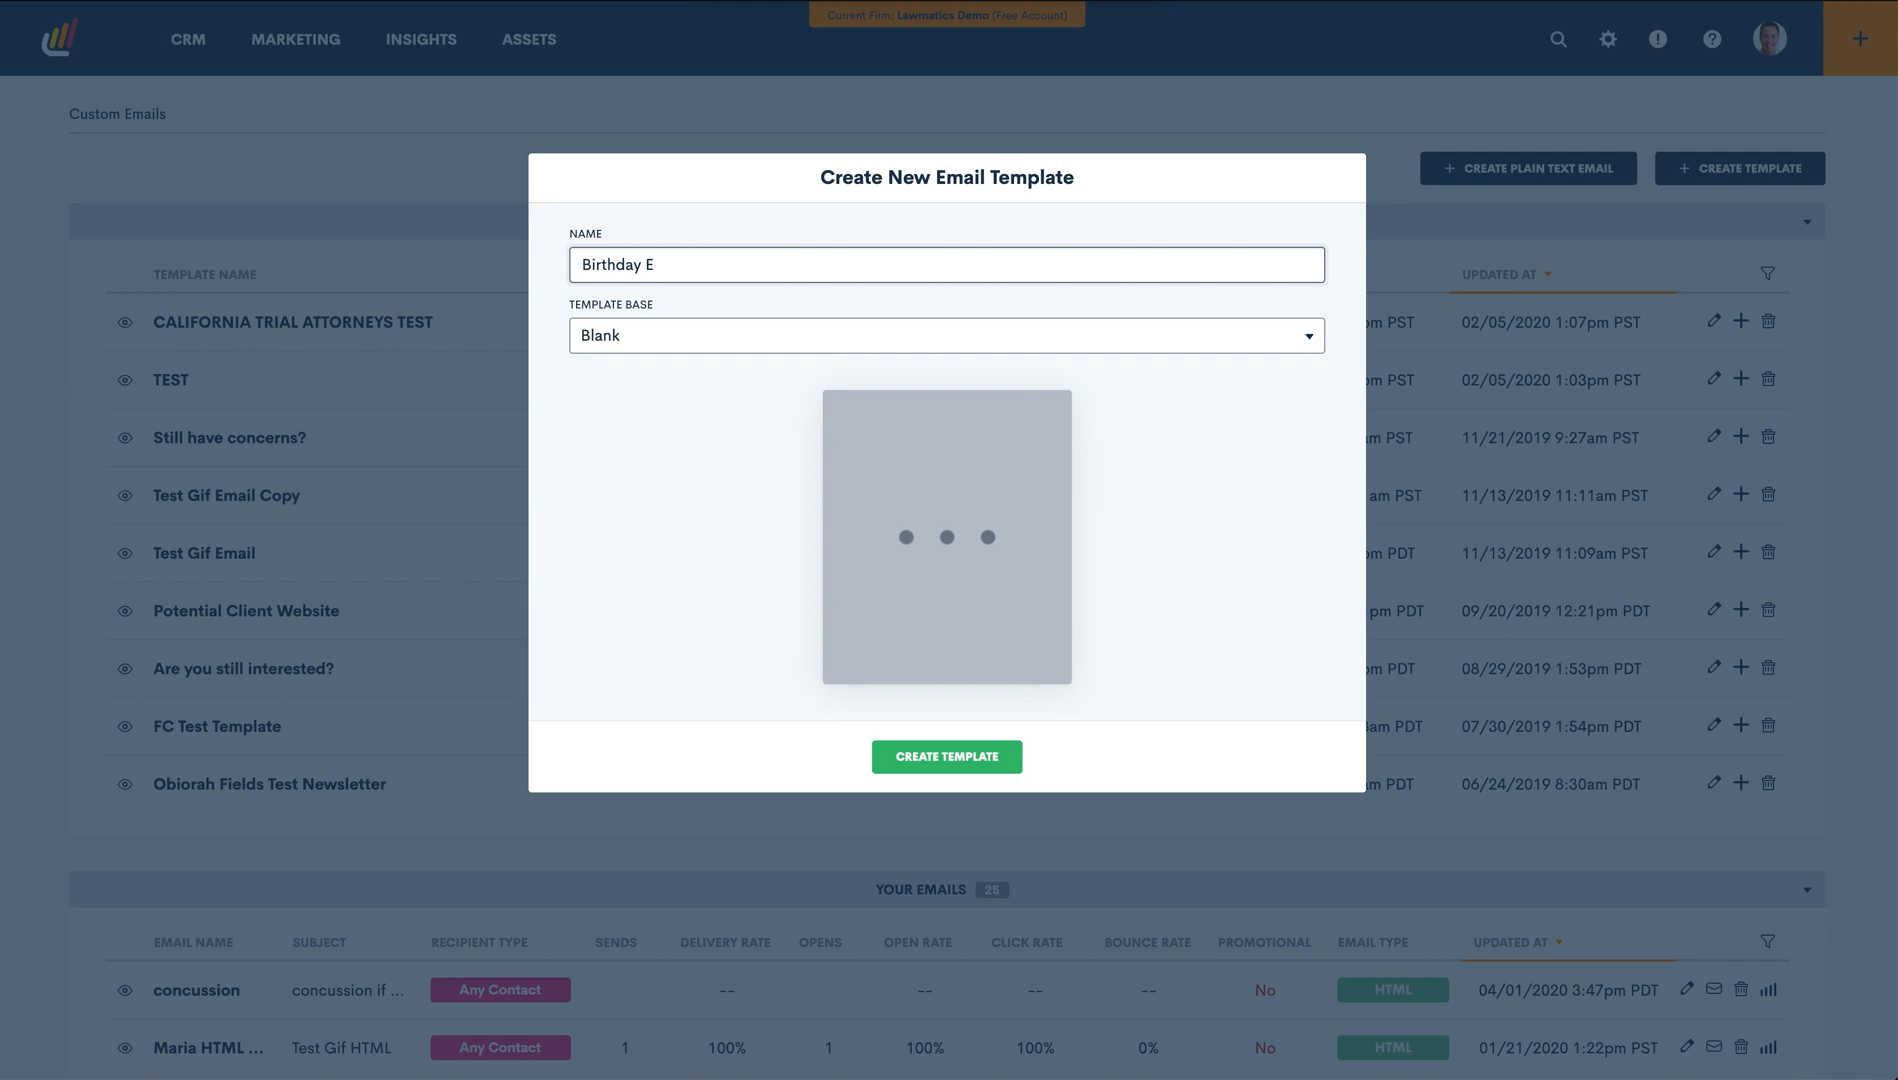 Current Firm: Lawmatics Demo (Free Account)
CRM MARKETING INSIGHTS ASSETS
Custom Emails
+ CREATE PLAIN TEXT EMAIL + CREATE TEMPLATE
Create New Email Template
NAME
Birthday E
TEMPLATE BASE
Blank
CREATE TEMPLATE
TEMPLATE NAME UPDATED AT
CALIFORNIA TRIAL ATTORNEYS TEST PST 02/05/2020 1:07pm PST
TEST PST 02/05/2020 1:03pm PST
Still have concerns? PST 11/21/2019 9:27am PST
Test Gif Email Copy am PST 11/13/2019 11:11am PST
Test Gif Email PDT 11/13/2019 11:09am PST
Potential Client Website pm PDT 09/20/2019 12:21pm PDT
Are you still interested? PDT 08/29/2019 1:53pm PDT
FC Test Template am PDT 07/30/2019 1:54pm PDT
Obiorah Fields Test Newsletter PDT 06/24/2019 8:30am PDT
YOUR EMAILS 25
EMAIL NAME SUBJECT RECIPIENT TYPE SENDS DELIVERY RATE OPENS OPEN RATE CLICK RATE BOUNCE RATE PROMOTIONAL EMAIL TYPE UPDATED AT
concussion concussion if ... Any Contact -- -- -- -- No HTML 04/01/2020 3:47pm PDT
Maria HTML ... Test Gif HTML Any Contact 1 100% 1 100% 100% 0% No HTML 01/21/2020 1:22pm PST